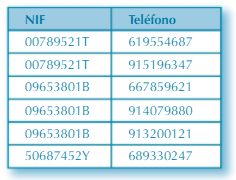 NIF Teléfono
00789521T 619554687
00789521T 915196347
09653801B 667859621
09653801B 914079880
09653801B 913200121
50687452Y 689330247